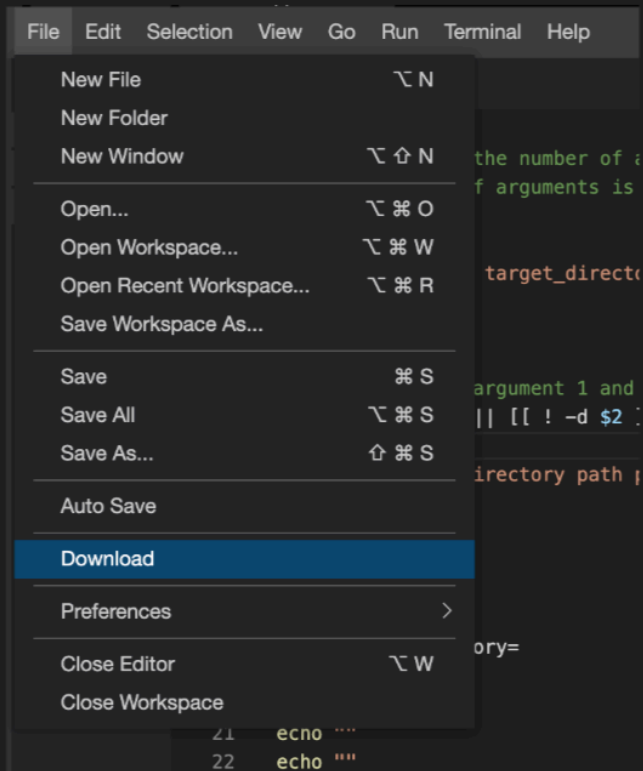 File Edit Selection View Go Run Terminal Help
New File ⌥ N
New Folder
New Window ⌥ ⇧ N
the number of
f arguments is
Open... ⌥ ⌘ O
Open Workspace... ⌥ ⌘ W
Open Recent Workspace... ⌥ ⌘ R
target_directo
Save Workspace As...
Save ⌘ S
argument 1 and
Save All ⌥ ⌘ S
|| [[ ! -d $2
Save As... ⇧ ⌘ S
irectory path
Auto Save
Download
Preferences >
ory=
Close Editor ⌥ W
Close Workspace
21 echo ""
22 echo ""